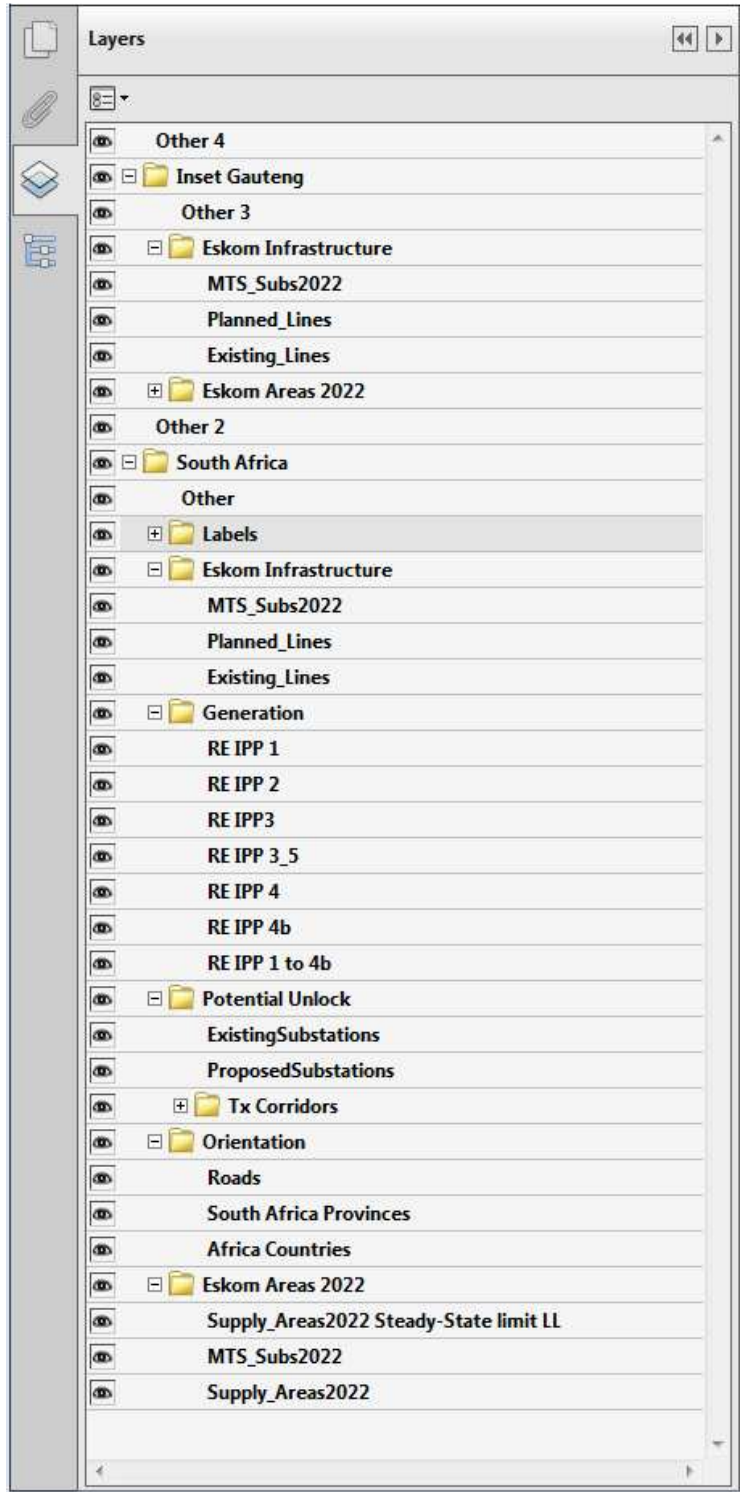 Layers
Other 4
Inset Gauteng
Other 3
Eskom Infrastructure
MTS_Subs2022
Planned_Lines
Existing_Lines
Eskom Areas 2022
Other 2
South Africa
Other
Labels
Eskom Infrastructure
MTS_Subs2022
Planned_Lines
Existing_Lines
Generation
RE IPP 1
RE IPP 2
RE IPP3
RE IPP 3_5
RE IPP 4
RE IPP 4b
RE IPP 1 to 4b
Potential Unlock
ExistingSubstations
ProposedSubstations
Tx Corridors
Orientation
Roads
South Africa Provinces
Africa Countries
Eskom Areas 2022
Supply_Areas2022 Steady-State limit LL
MTS_Subs2022
Supply_Areas2022